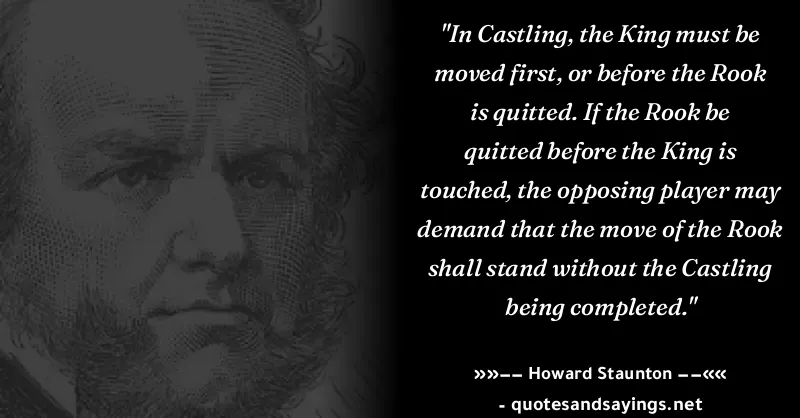 "In Castling, the King must be
moved first, or before the Rook
is quitted. If the Rook be
quitted before the King is
touched, the opposing player may
demand that the move of the Rook
shall stand without the Castling
being completed."
»»−− Howard Staunton −−««
- quotesandsayings.net